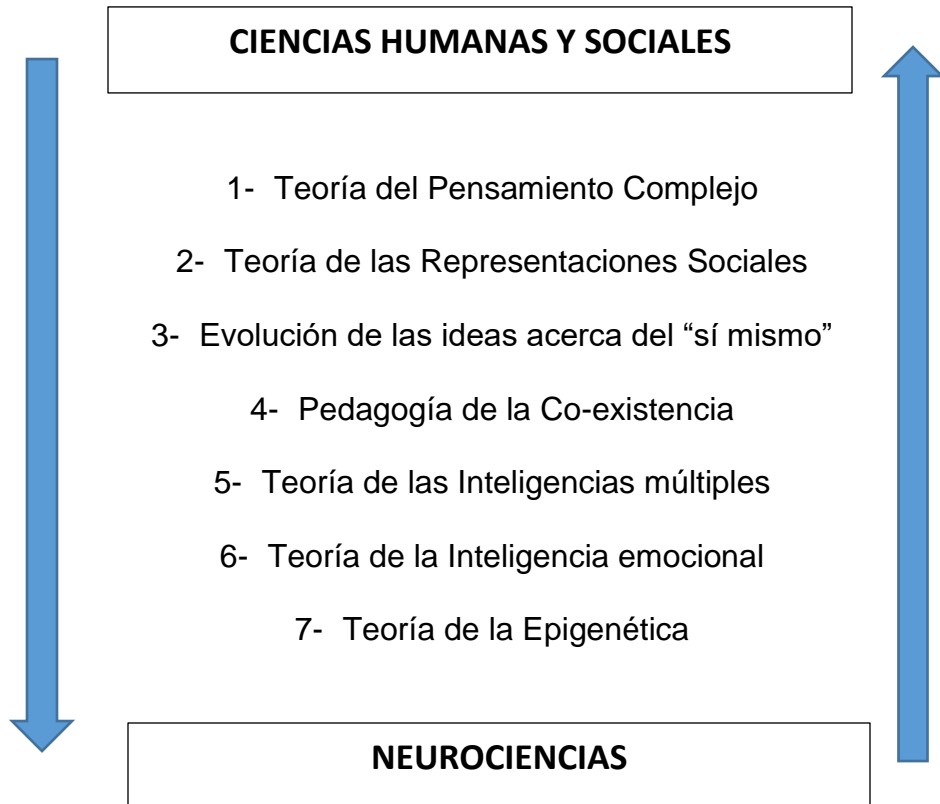 CIENCIAS HUMANAS Y SOCIALES
1- Teoría del Pensamiento Complejo
2- Teoría de las Representaciones Sociales
3- Evolución de las ideas acerca del “sí mismo”
4- Pedagogía de la Co-existencia
5- Teoría de las Inteligencias múltiples
6- Teoría de la Inteligencia emocional
7- Teoría de la Epigenética
NEUROCIENCIAS